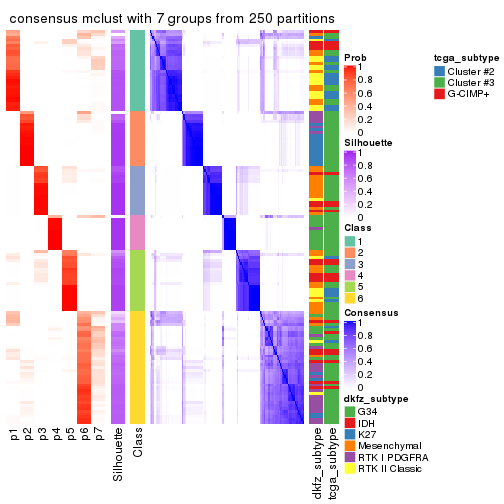 consensus mclust with 7 groups from 250 partitions
Prob
1
0.8
0.6
0.4
0.2
0
Silhouette
1
0.8
0.6
0.4
0.2
0
Class
1
2
3
4
5
6
Consensus
1
0.8
0.6
0.4
0.2
0
dkfz_subtype
G34
IDH
K27
Mesenchymal
RTK I PDGFRA
RTK II Classic
tcga_subtype
Cluster #2
Cluster #3
G-CIMP+
p1
p2
p3
p4
p5
p6
p7
Silhouette
Class
dkfz_subtype
tcga_subtype